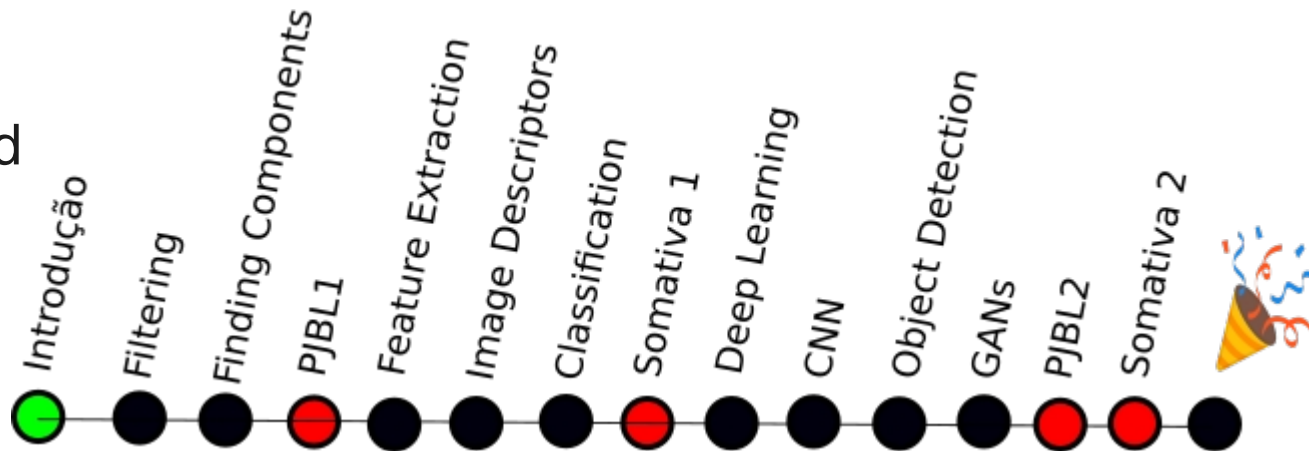 d
Introdução
Filtering
Finding Components
PJBL1
Feature Extraction
Image Descriptors
Classification
Somativa 1
Deep Learning
CNN
Object Detection
GANs
PJBL2
Somativa 2